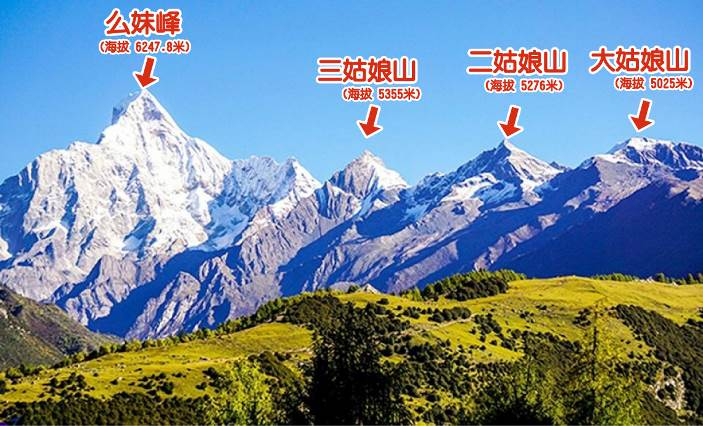 么妹峰
(海拔 6247.8米)
三姑娘山
(海拔 5355米)
二姑娘山
(海拔 5276米)
大姑娘山
(海拔 5025米)